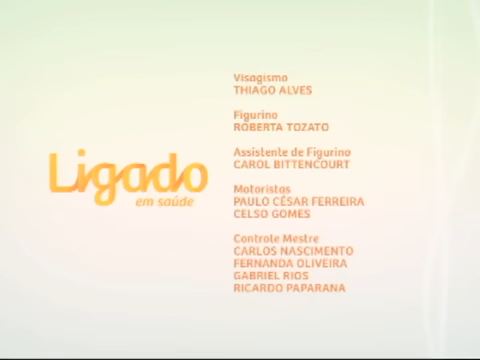 Visagismo
THIAGO ALVES
Figurino
ROBERTA TOZATO
Assistente de Figurino
CAROL BITTENCOURT
Ligado
em saúde
Motoristas
PAULO CÉSAR FERREIRA
CELSO GOMES
Controle Mestre
CARLOS NASCIMENTO
FERNANDA OLIVEIRA
GABRIEL RIOS
RICARDO PAPARANA